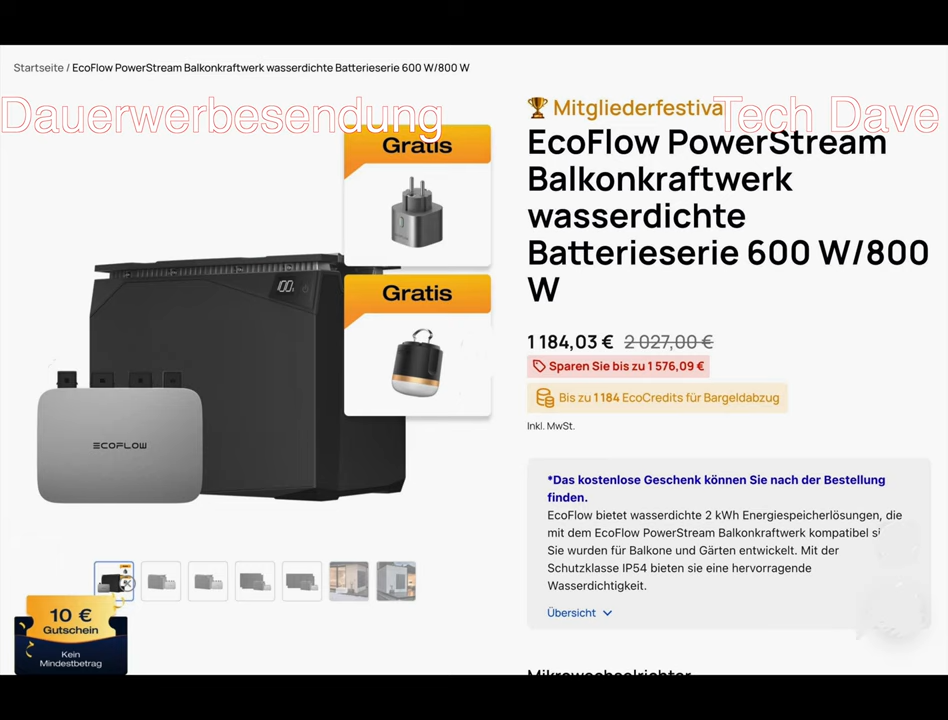 Startseite / EcoFlow PowerStream Balkonkraftwerk wasserdichte Batterieserie 600 W/800 W
Dauerwerbesendung
Tech Dave
Gratis
Gratis
100
ECOFLOW
10 €
Gutschein
Kein
Mindestbetrag
🏆 Mitgliederfestiva
EcoFlow PowerStream
Balkonkraftwerk
wasserdichte
Batterieserie 600 W/800
W
1 184,03 € 2 027,00 €
Sparen Sie bis zu 1 576,09 €
Bis zu 1 184 EcoCredits für Bargeldabzug
Inkl. MwSt.
*Das kostenlose Geschenk können Sie nach der Bestellung
finden.
EcoFlow bietet wasserdichte 2 kWh Energiespeicherlösungen, die
mit dem EcoFlow PowerStream Balkonkraftwerk kompatibel si
Sie wurden für Balkone und Gärten entwickelt. Mit der
Schutzklasse IP54 bieten sie eine hervorragende
Wasserdichtigkeit.
Übersicht
Mikrowechselrichter